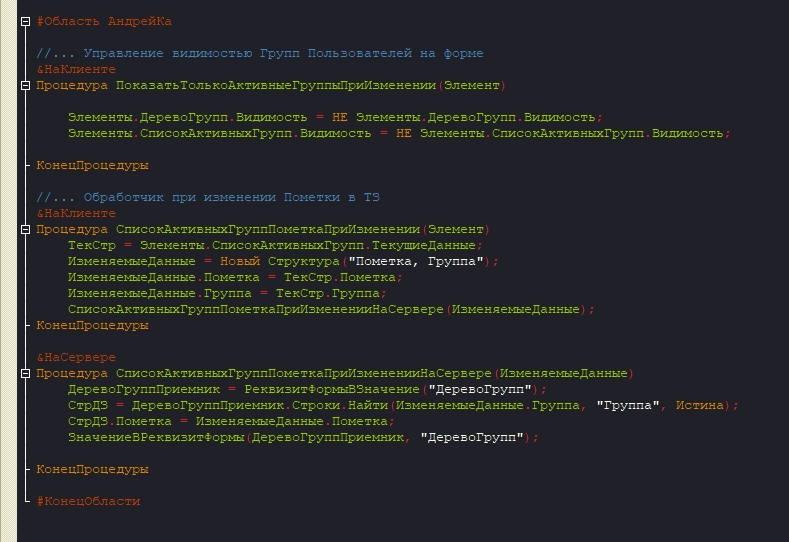 #Область АндрейКа
//... Управление видимостью Групп Пользователей на форме
&НаКлиенте
Процедура ПоказатьТолькоАктивныеГруппыПриИзменении(Элемент)
Элементы.ДеревоГрупп.Видимость = НЕ Элементы.ДеревоГрупп.Видимость;
Элементы.СписокАктивныхГрупп.Видимость = НЕ Элементы.СписокАктивныхГрупп.Видимость;
КонецПроцедуры
//... Обработчик при изменении Пометки в ТЗ
&НаКлиенте
Процедура СписокАктивныхГруппПометкаПриИзменении(Элемент)
ТекСтр = Элементы.СписокАктивныхГрупп.ТекущиеДанные;
ИзменяемыеДанные = Новый Структура("Пометка, Группа");
ИзменяемыеДанные.Пометка = ТекСтр.Пометка;
ИзменяемыеДанные.Группа = ТекСтр.Группа;
СписокАктивныхГруппПометкаПриИзмененииНаСервере(ИзменяемыеДанные);
КонецПроцедуры
&НаСервере
Процедура СписокАктивныхГруппПометкаПриИзмененииНаСервере(ИзменяемыеДанные)
ДеревоГруппПриемник = РеквизитФормыВЗначение("ДеревоГрупп");
СтрДЗ = ДеревоГруппПриемник.Строки.Найти(ИзменяемыеДанные.Группа, "Группа", Истина);
СтрДЗ.Пометка = ИзменяемыеДанные.Пометка;
ЗначениеВРеквизитФормы(ДеревоГруппПриемник, "ДеревоГрупп");
КонецПроцедуры
#КонецОбласти